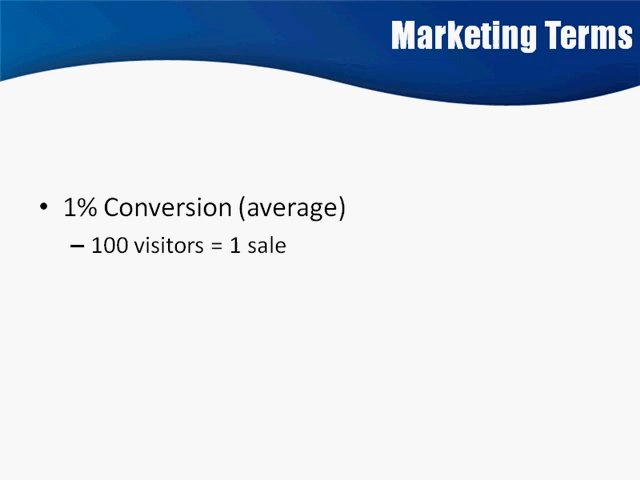 Marketing Terms
• 1% Conversion (average)
– 100 visitors = 1 sale